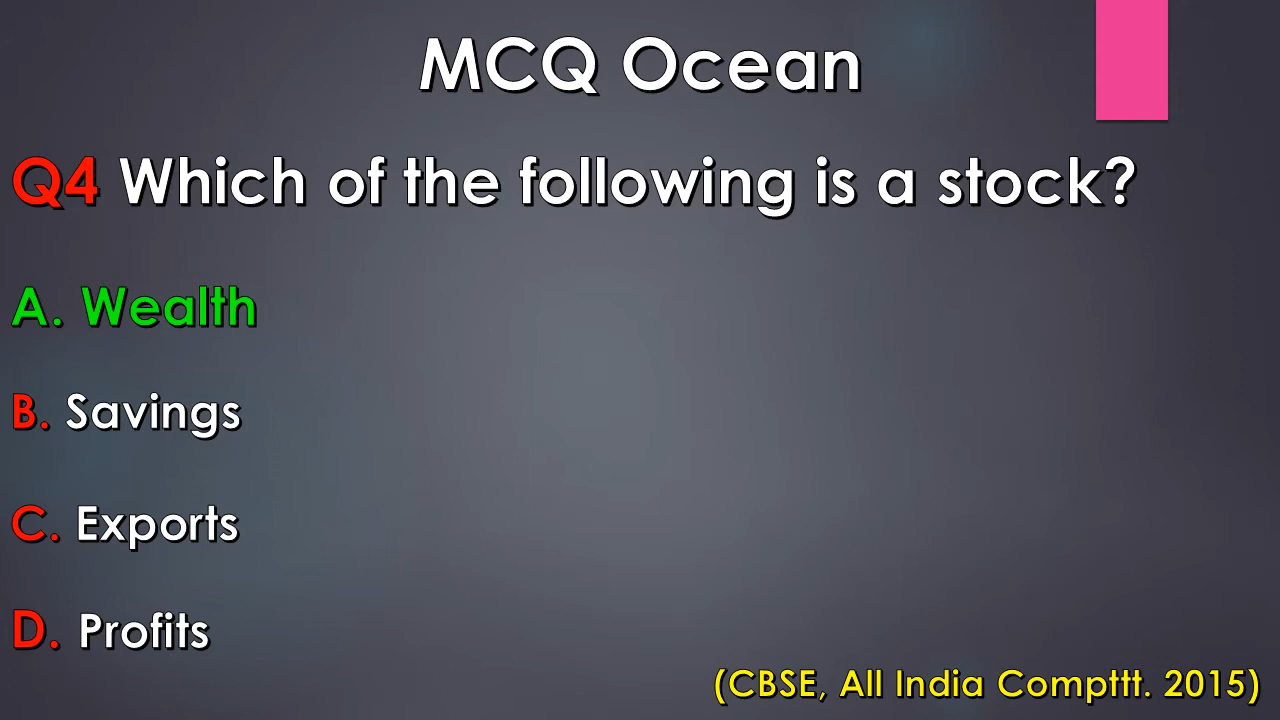 MCQ Ocean
Q4 Which of the following is a stock?
A. Wealth
B. Savings
C. Exports
D. Profits
(CBSE, All India Compttt. 2015)